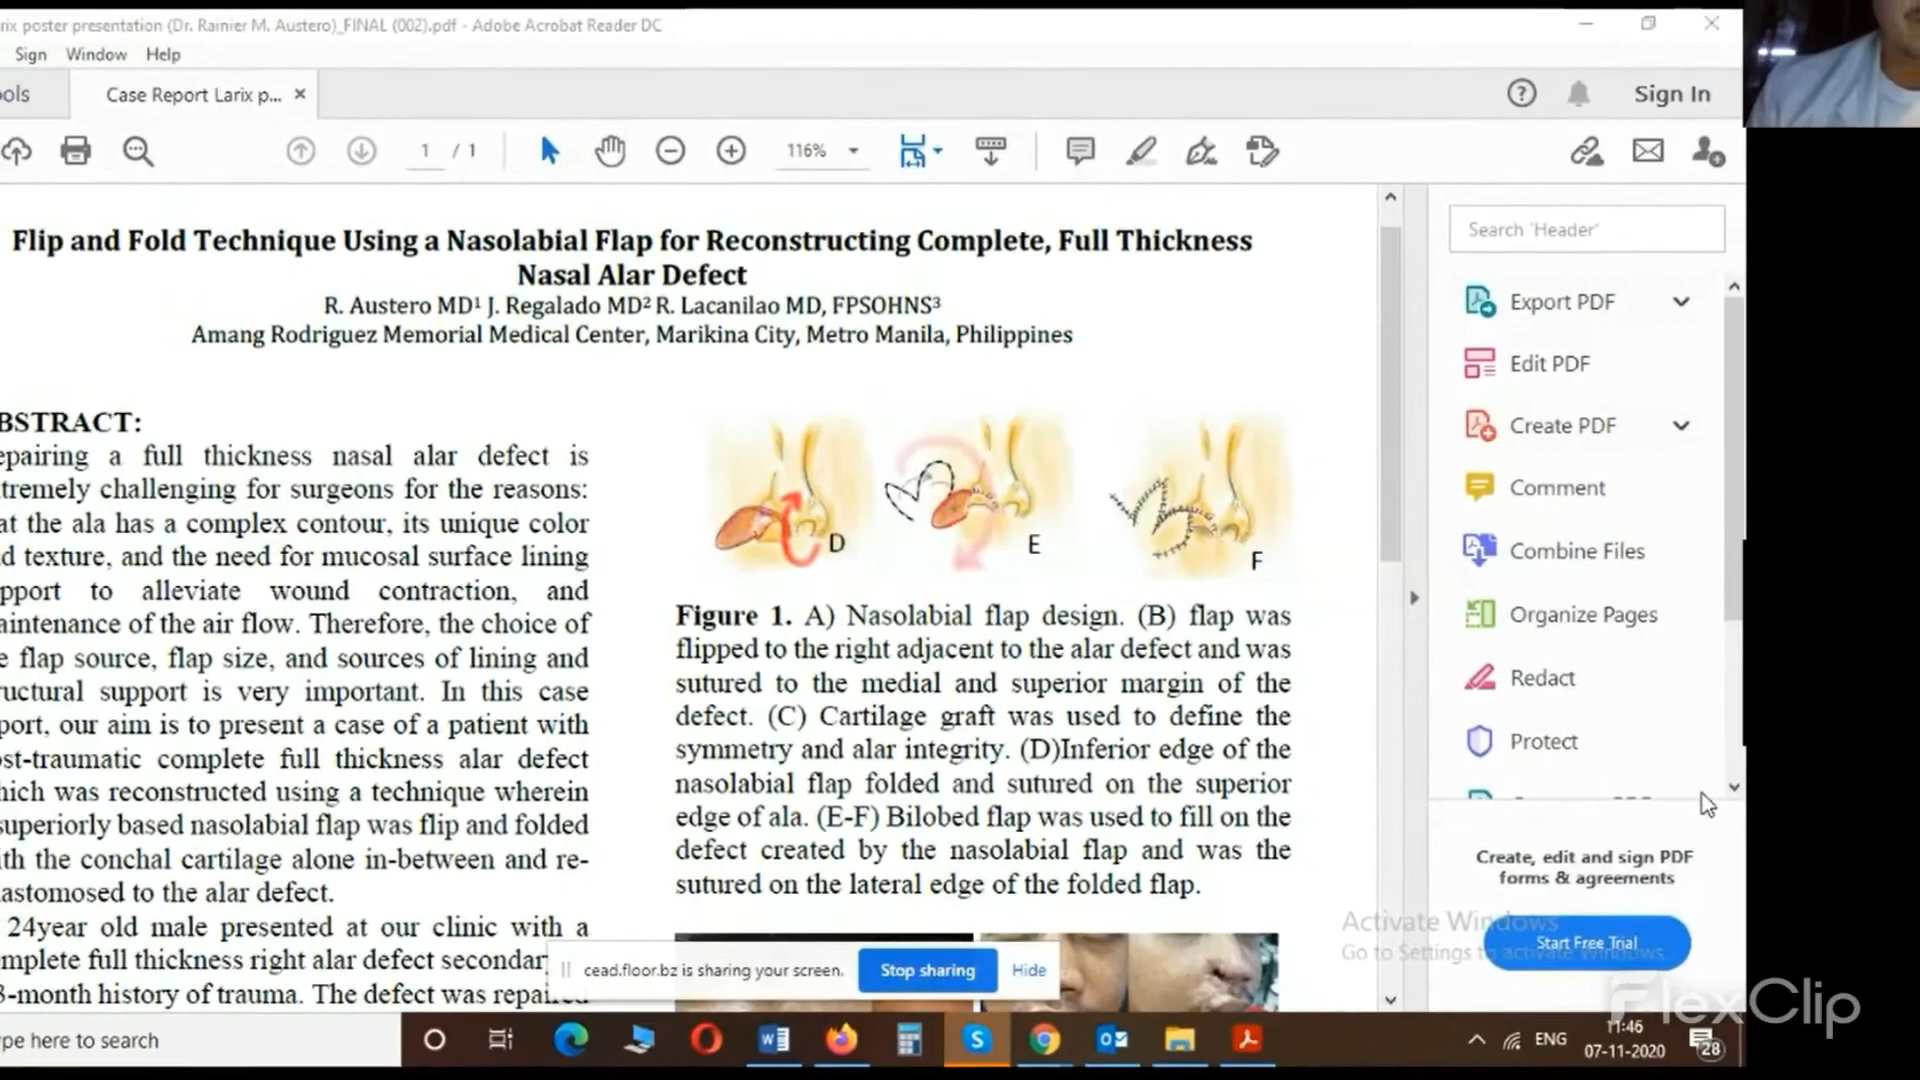 rix poster presentation (Dr. Rainier M. Austero)_FINAL (002).pdf - Adobe Acrobat Reader DC
Sign Window Help
ols Case Report Larix p... Sign In
1 / 1 116%
Flip and Fold Technique Using a Nasolabial Flap for Reconstructing Complete, Full Thickness
Nasal Alar Defect
R. Austero MD¹ J. Regalado MD² R. Lacanilao MD, FPSOHNS³
Amang Rodriguez Memorial Medical Center, Marikina City, Metro Manila, Philippines
BSTRACT:
epairing a full thickness nasal alar defect is
tremely challenging for surgeons for the reasons:
at the ala has a complex contour, its unique color
d texture, and the need for mucosal surface lining
pport to alleviate wound contraction, and
aintenance of the air flow. Therefore, the choice of
e flap source, flap size, and sources of lining and
ructural support is very important. In this case
port, our aim is to present a case of a patient with
st-traumatic complete full thickness alar defect
hich was reconstructed using a technique wherein
superiorly based nasolabial flap was flip and folded
ith the conchal cartilage alone in-between and re-
astomosed to the alar defect.
24year old male presented at our clinic with a
mplete full thickness right alar defect secondar
3-month history of trauma. The defect was repaired
D
E
F
Figure 1. A) Nasolabial flap design. (B) flap was
flipped to the right adjacent to the alar defect and was
sutured to the medial and superior margin of the
defect. (C) Cartilage graft was used to define the
symmetry and alar integrity. (D)Inferior edge of the
nasolabial flap folded and sutured on the superior
edge of ala. (E-F) Bilobed flap was used to fill on the
defect created by the nasolabial flap and was the
sutured on the lateral edge of the folded flap.
Search 'Header'
Export PDF
Edit PDF
Create PDF
Comment
Combine Files
Organize Pages
Redact
Protect
Create, edit and sign PDF
forms & agreements
Start Free Trial
Activate Windows
Go to Settings to activate Windows.
cead.floor.bz is sharing your screen. Stop sharing Hide
FlexClip
pe here to search
ENG
11:46
07-11-2020
28